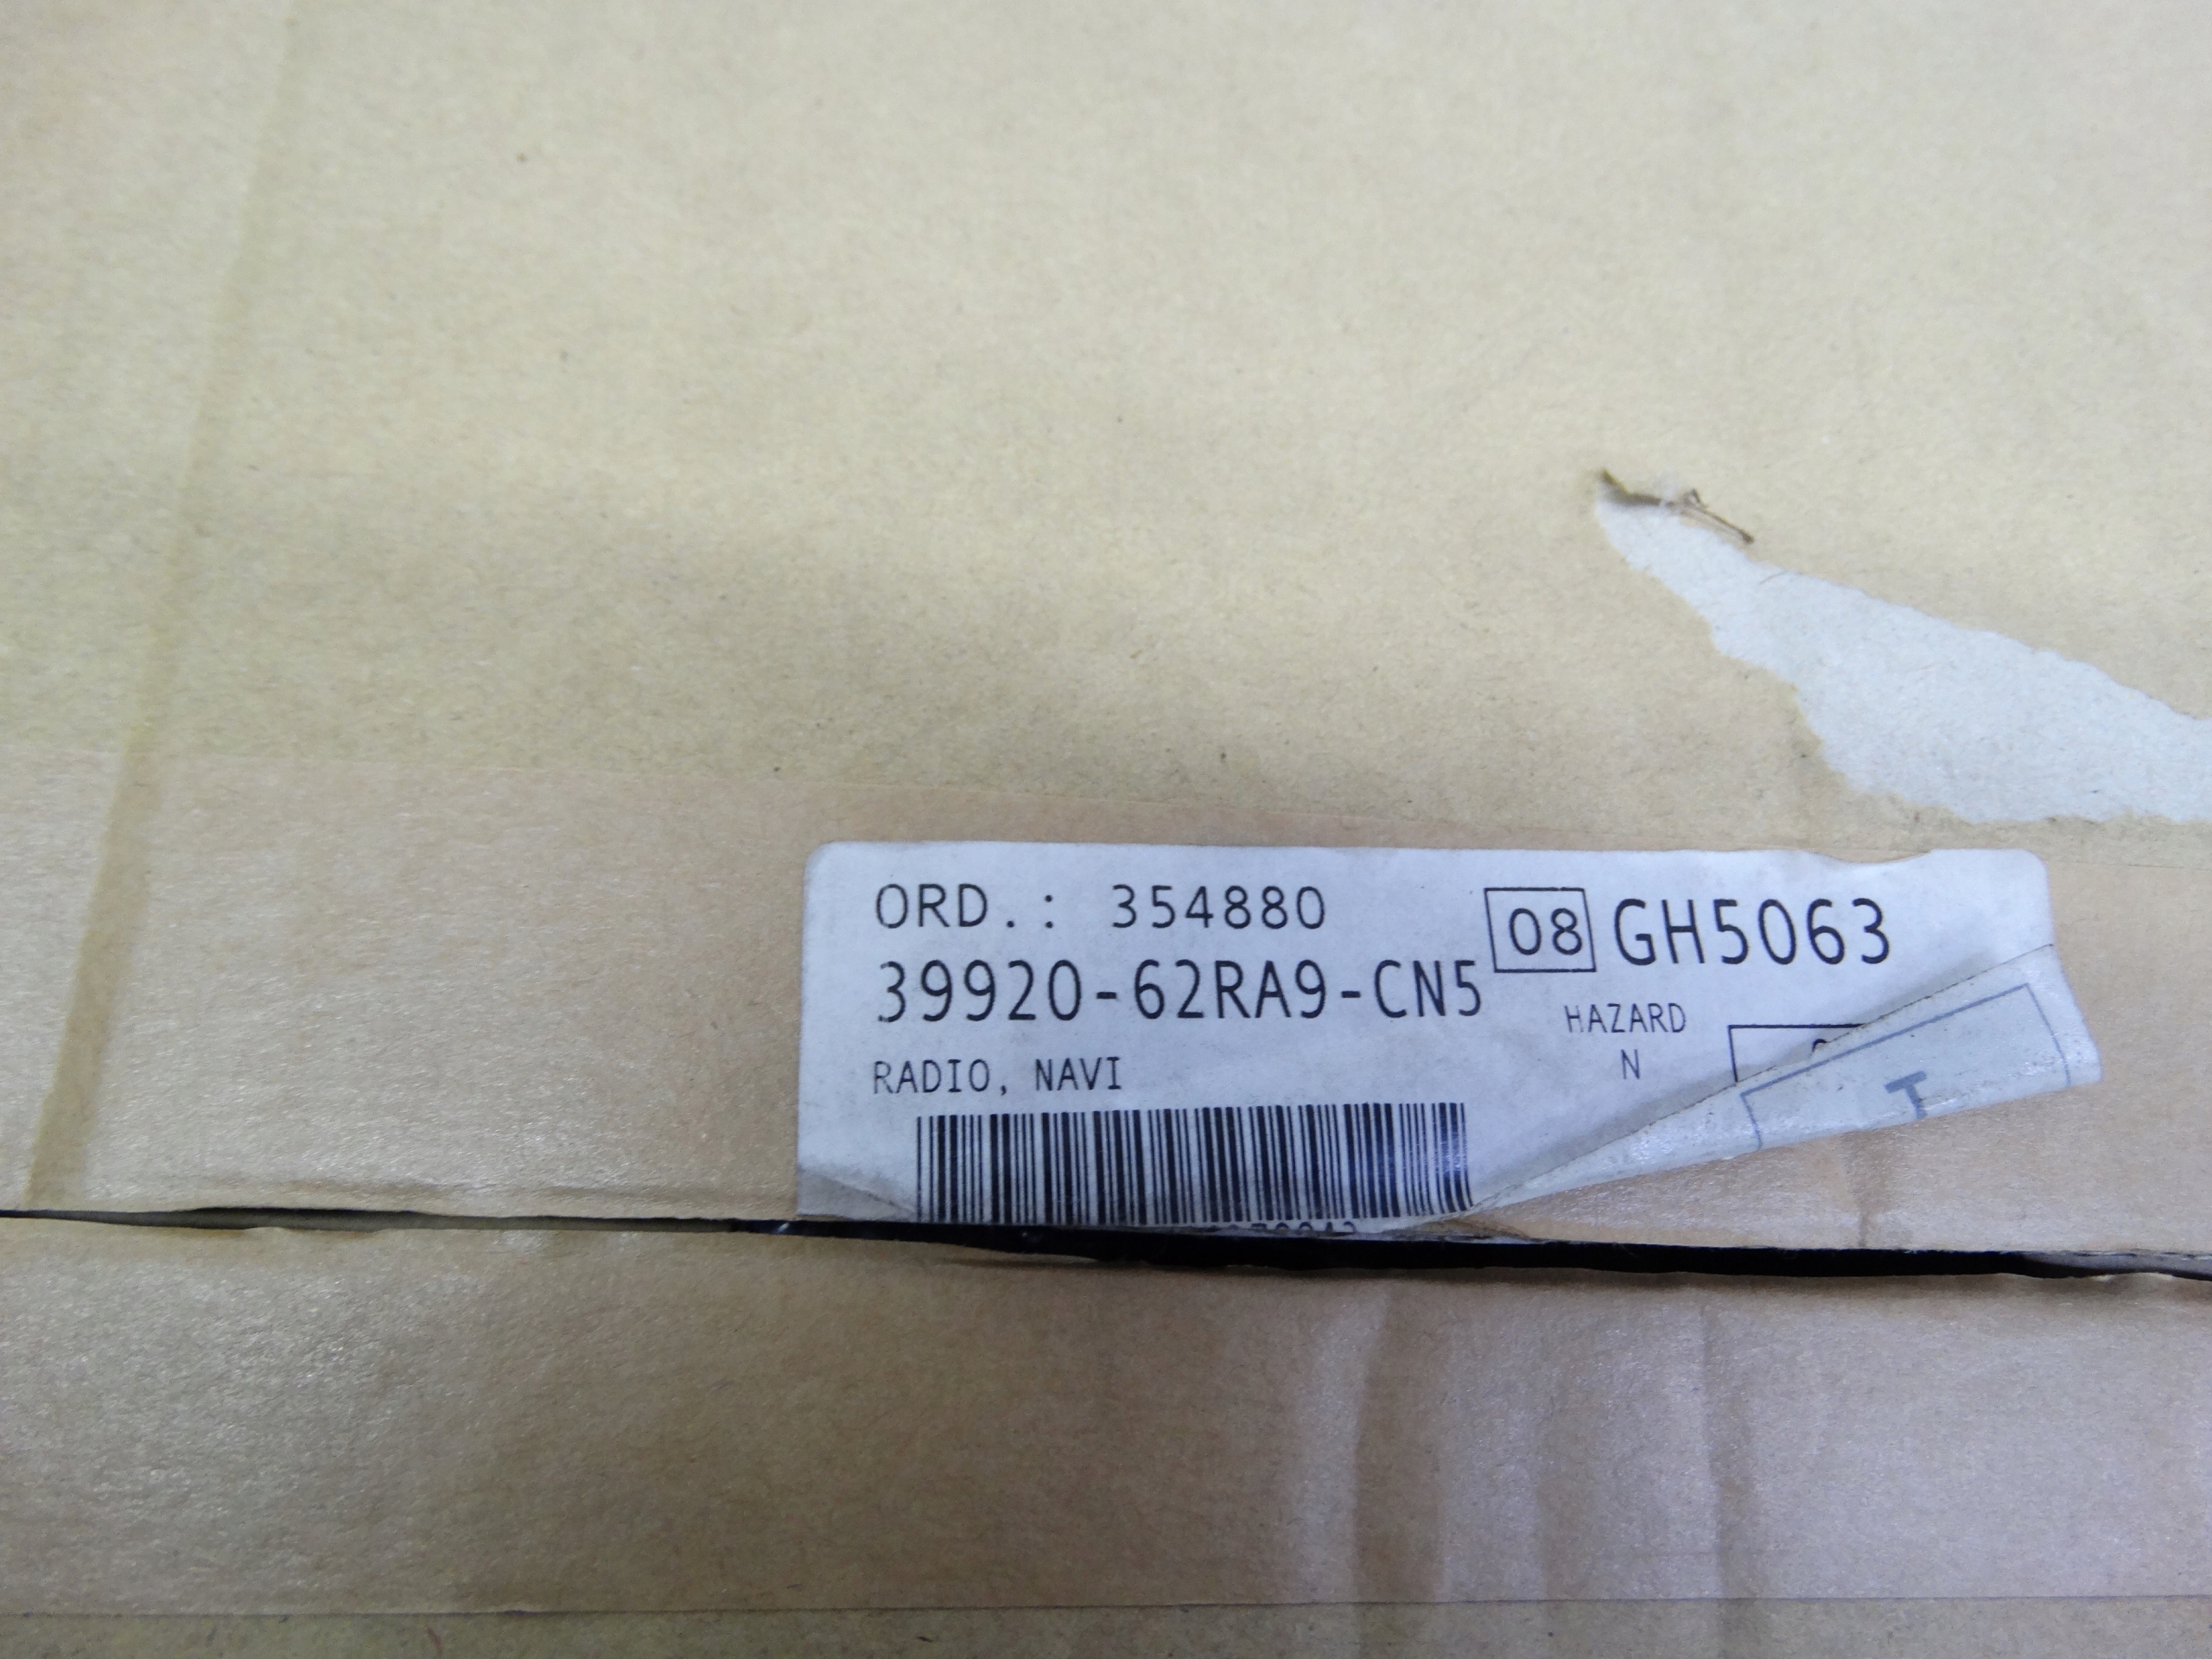 ORD.: 354880
08 GH5063
39920-62RA9-CN5
HAZARD
N
RADIO, NAVI
T